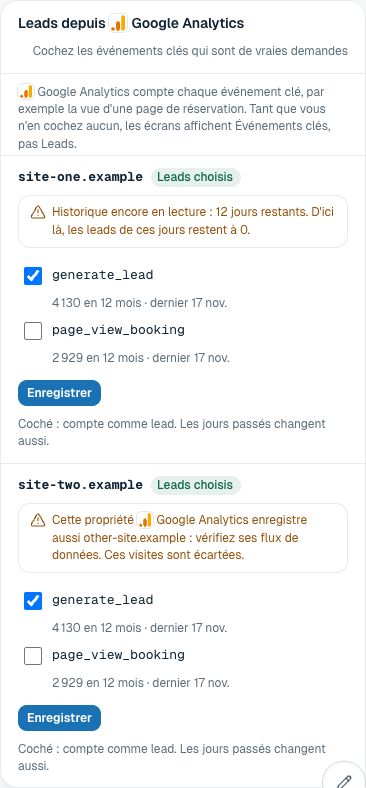 Leads depuis Google Analytics
Cochez les événements clés qui sont de vraies demandes
Google Analytics compte chaque événement clé, par
exemple la vue d'une page de réservation. Tant que vous
n'en cochez aucun, les écrans affichent Événements clés,
pas Leads.
site-one.example Leads choisis
Historique encore en lecture : 12 jours restants. D'ici
là, les leads de ces jours restent à 0.
generate_lead
4 130 en 12 mois · dernier 17 nov.
page_view_booking
2 929 en 12 mois · dernier 17 nov.
Enregistrer
Coché : compte comme lead. Les jours passés changent
aussi.
site-two.example Leads choisis
Cette propriété Google Analytics enregistre
aussi other-site.example : vérifiez ses flux de
données. Ces visites sont écartées.
generate_lead
4 130 en 12 mois · dernier 17 nov.
page_view_booking
2 929 en 12 mois · dernier 17 nov.
Enregistrer
Coché : compte comme lead. Les jours passés changent
aussi.